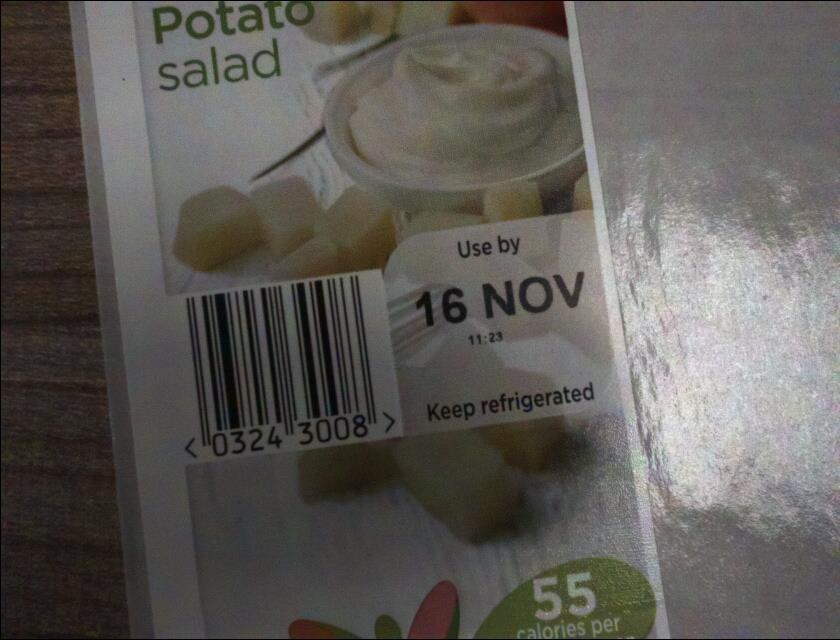 Potato
salad
Use by
16 NOV
11:23
Keep refrigerated
<0324 3008>
55
calories per